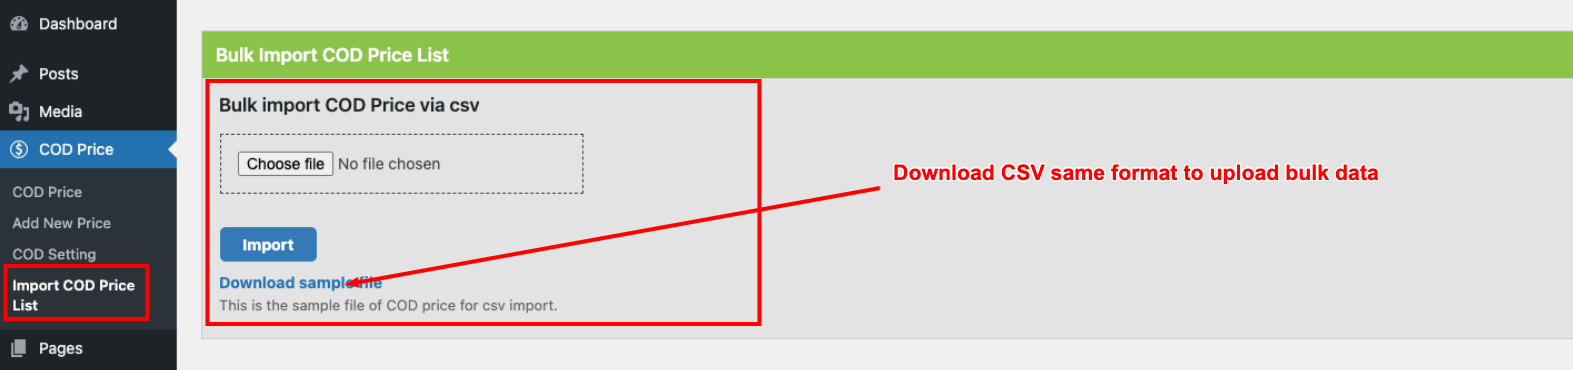 Dashboard
Posts
Media
COD Price
COD Price
Add New Price
COD Setting
Import COD Price
List
Pages
Bulk Import COD Price List
Bulk import COD Price via csv
Choose file No file chosen
Import
Download sample file
This is the sample file of COD price for csv import.
Download CSV same format to upload bulk data